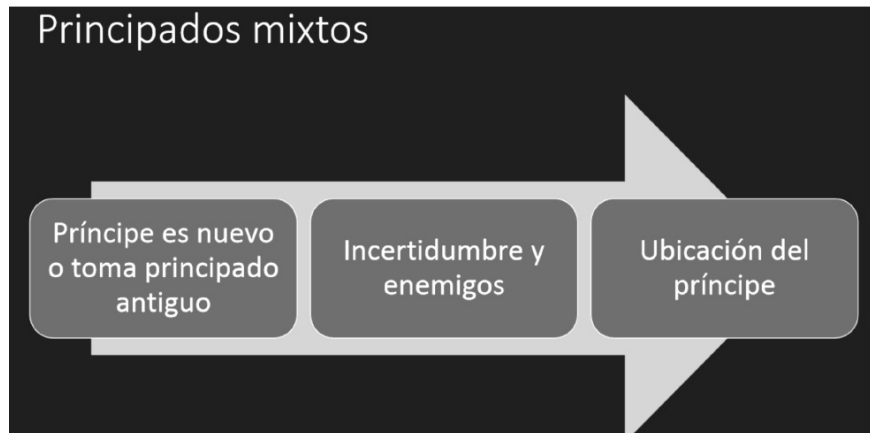 Principados mixtos
Príncipe es nuevo
o toma principado
antiguo
Incertidumbre y
enemigos
Ubicación del
príncipe